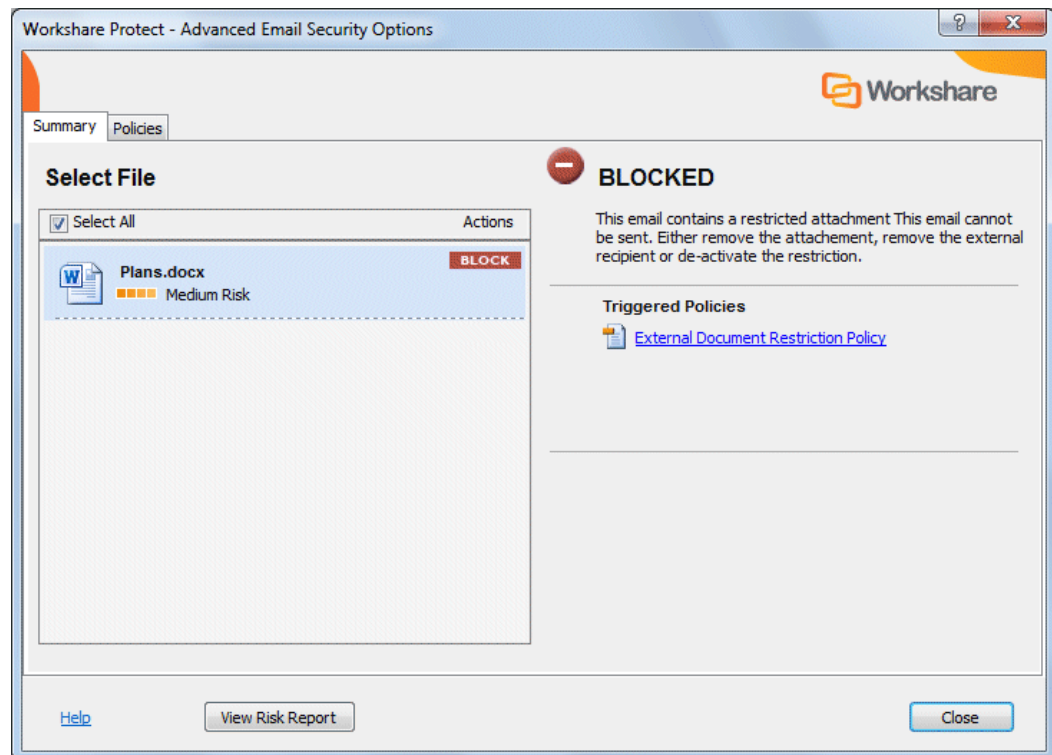 Workshare Protect - Advanced Email Security Options
Workshare
Summary Policies
Select File
Select All Actions
Plans.docx BLOCK
Medium Risk
BLOCKED
This email contains a restricted attachment This email cannot
be sent. Either remove the attachement, remove the external
recipient or de-activate the restriction.
Triggered Policies
External Document Restriction Policy
Help View Risk Report Close